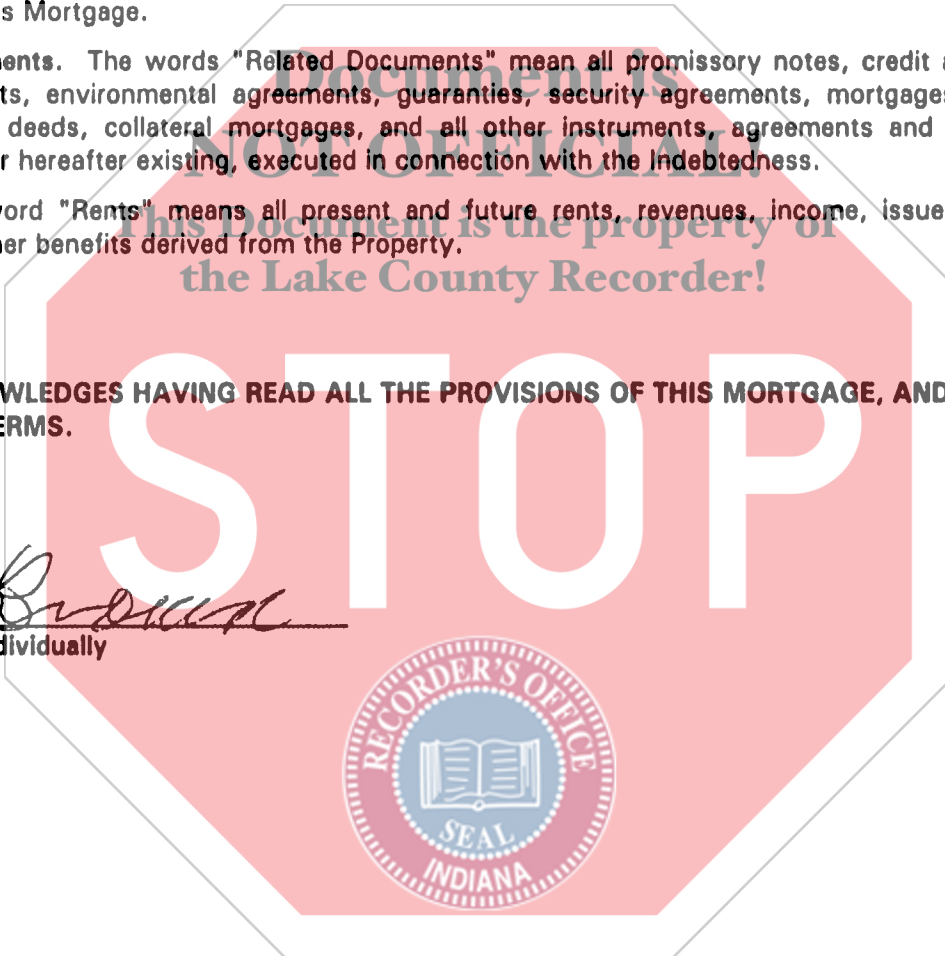 s Mortgage.
ents. The words "Related Documents" mean all promissory notes, credit a
ts, environmental agreements, guaranties, security agreements, mortgages
deeds, collateral mortgages, and all other instruments, agreements and
r hereafter existing, executed in connection with the Indebtedness.
ord "Rents" means all present and future rents, revenues, income, issue
er benefits derived from the Property.
Document is
NOT OFFICIAL!
This Document is the property of
the Lake County Recorder!
WLEDGES HAVING READ ALL THE PROVISIONS OF THIS MORTGAGE, AND
ERMS.
STOP
dividually
RECORDER'S OFFICE
SEAL
INDIANA